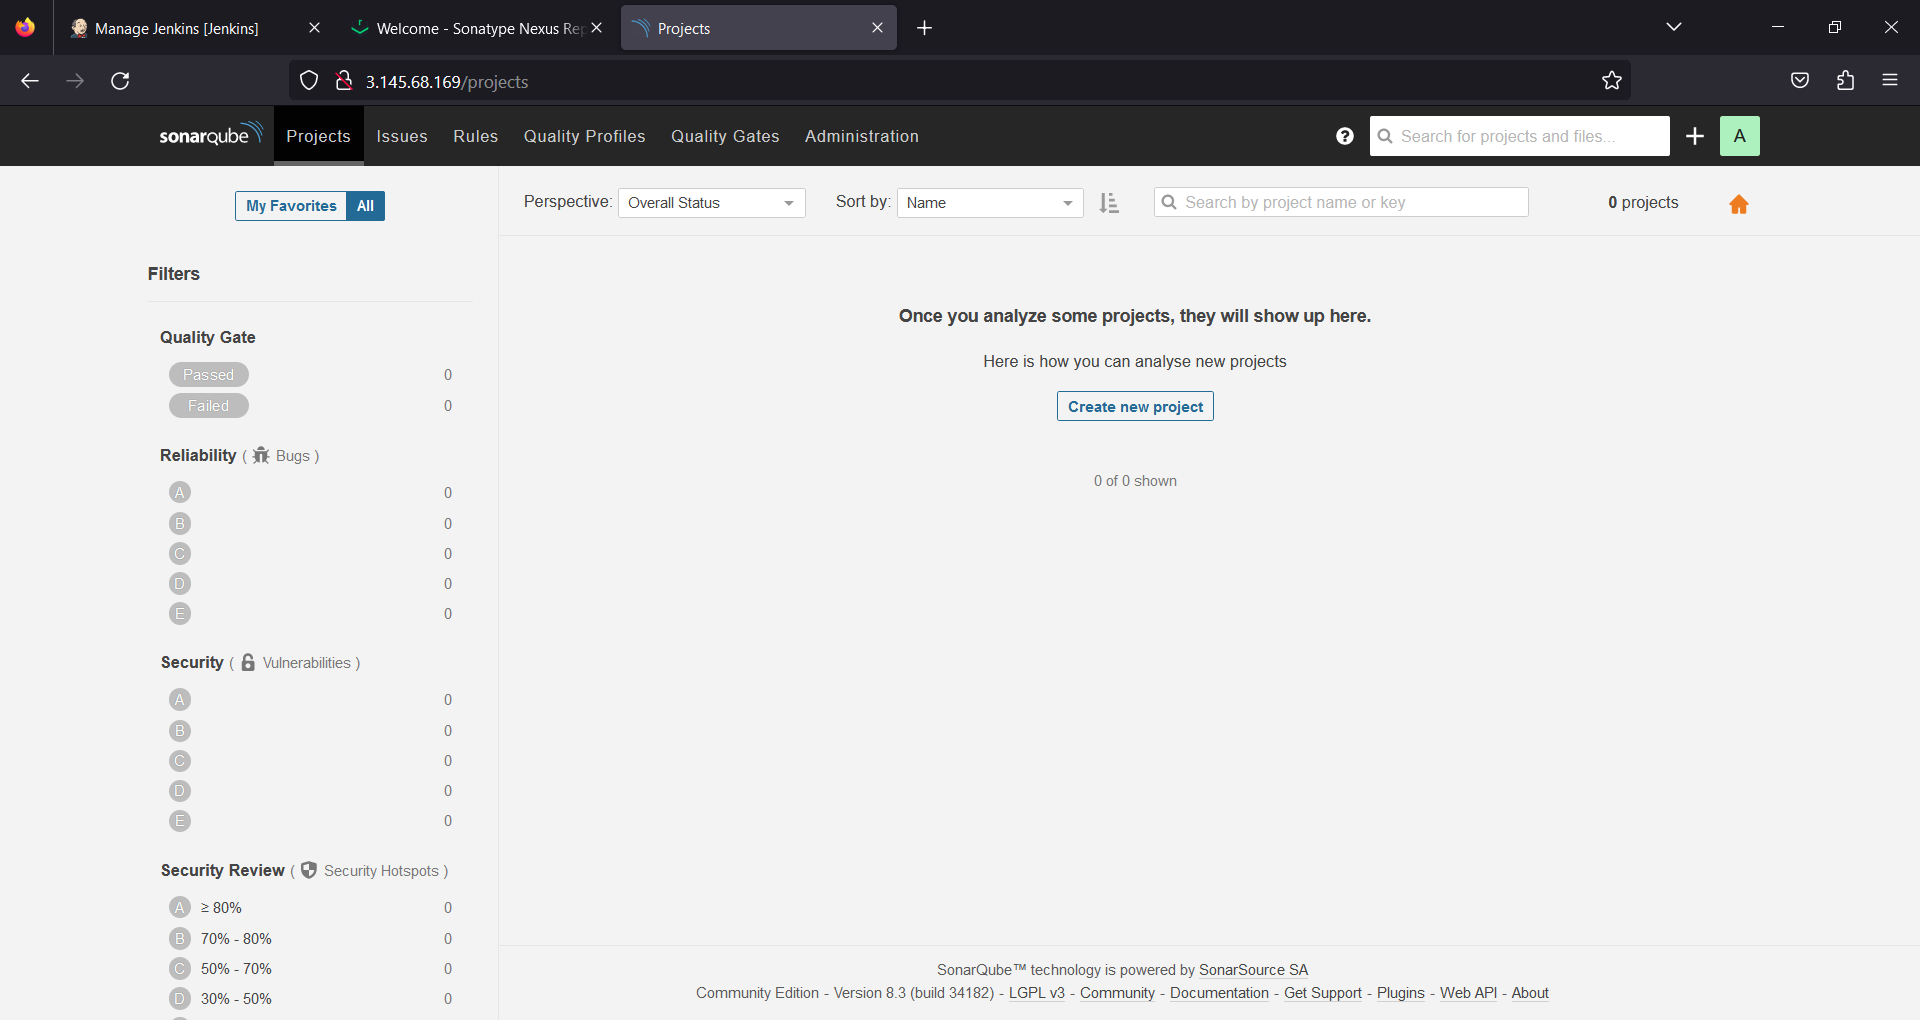 Manage Jenkins [Jenkins]
Welcome - Sonatype Nexus Rep
Projects
3.145.68.169/projects
sonarqube
Projects
Issues
Rules
Quality Profiles
Quality Gates
Administration
Search for projects and files...
A
My Favorites
All
Perspective:
Overall Status
Sort by:
Name
Search by project name or key
0 projects
Filters
Quality Gate
Passed 0
Failed 0
Reliability ( Bugs )
A 0
B 0
C 0
D 0
E 0
Security ( Vulnerabilities )
A 0
B 0
C 0
D 0
E 0
Security Review ( Security Hotspots )
A ≥ 80% 0
B 70% - 80% 0
C 50% - 70% 0
D 30% - 50% 0
Once you analyze some projects, they will show up here.
Here is how you can analyse new projects
Create new project
0 of 0 shown
SonarQube™ technology is powered by SonarSource SA
Community Edition - Version 8.3 (build 34182) - LGPL v3 - Community - Documentation - Get Support - Plugins - Web API - About